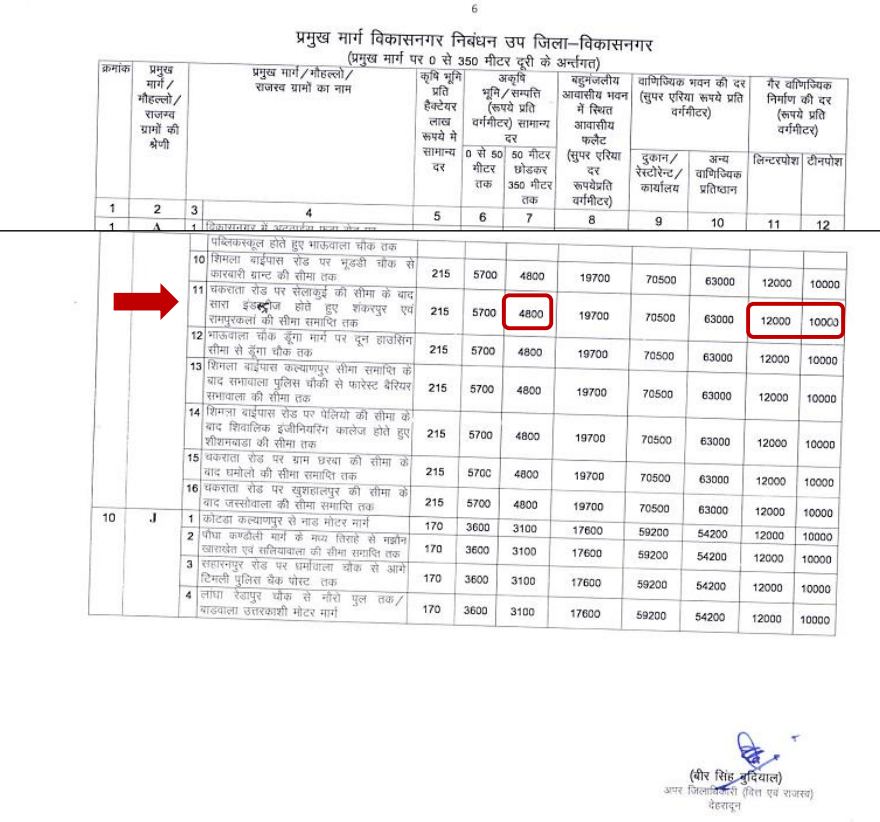 6
प्रमुख मार्ग विकासनगर निबंधन उप जिला–विकासनगर
(प्रमुख मार्ग पर 0 से 350 मीटर दूरी के अर्न्तगत)
क्रमांक प्रमुख मार्ग/ मौहल्लो/ राजस्व ग्रामों की श्रेणी प्रमुख मार्ग/मौहल्लो/ राजस्व ग्रामों का नाम कृषि भूमि प्रति हैक्टेयर लाख रूपये मे सामान्य दर अकृषि भूमि/सम्पत्ति (रूपये प्रति वर्गमीटर) सामान्य दर बहुमंजलीय आवासीय भवन में स्थित आवासीय फलैट (सुपर एरिया दर रूपयेप्रति वर्गमीटर) वाणिज्यिक भवन की दर (सुपर एरिया रूपये प्रति वर्गमीटर) गैर वाणिज्यिक निर्माण की दर (रूपये प्रति वर्गमीटर)
0 से 50 मीटर तक 50 मीटर छोडकर 350 मीटर तक दुकान/ रेस्टोरेन्ट/ कार्यालय अन्य वाणिज्यिक प्रतिष्ठान लिन्टरपोश टीनपोश
1 2 3 4 5 6 7 8 9 10 11 12
1 A 1
पब्लिकस्कूल होते हुए भाऊवाला चौक तक
10 शिमला बाईपास रोड पर भूडडी चौक से
कारबारी ग्रान्ट की सीमा तक 215 5700 4800 19700 70500 63000 12000 10000
11 चकराता रोड पर सेलाकुई की सीमा के बाद
सारा इंडस्ट्रीज होते हुए शंकरपुर एवं
रामपुरकलां की सीमा समाप्ति तक 215 5700 4800 19700 70500 63000 12000 10000
12 भाऊवाला चौक डूँगा मार्ग पर दून हाउसिंग
सीमा से डूँगा चौक तक 215 5700 4800 19700 70500 63000 12000 10000
13 शिमला बाईपास कल्याणपुर सीमा समाप्ति के
बाद सभावाला पुलिस चौकी से फारेस्ट बैरियर
सभावाला की सीमा तक 215 5700 4800 19700 70500 63000 12000 10000
14 शिमला बाईपास रोड पर पेलियो की सीमा के
बाद शिवालिक इंजीनियरिंग कालेज होते हुए
शीशमबाडा की सीमा तक 215 5700 4800 19700 70500 63000 12000 10000
15 चकराता रोड पर ग्राम छरबा की सीमा के
बाद धमोलो की सीमा समाप्ति तक 215 5700 4800 19700 70500 63000 12000 10000
16 चकराता रोड पर खुशहालपुर की सीमा के
बाद जस्सोवाला की सीमा समाप्ति तक 215 5700 4800 19700 70500 63000 12000 10000
10 J 1 कोटडा कल्याणपुर से नाड मोटर मार्ग 170 3600 3100 17600 59200 54200 12000 10000
2 पौंधा कण्डौली मार्ग के मध्य तिराहे से मझौन
खाराखेत एवं सलियावाला की सीमा समाप्ति तक 170 3600 3100 17600 59200 54200 12000 10000
3 सहारनपुर रोड पर धर्मावाला चौक से आगे
टिमली पुलिस चैक पोस्ट तक 170 3600 3100 17600 59200 54200 12000 10000
4 लांघा रेडापुर चौक से नौरो पुल तक/
बाडवाला उत्तरकाशी मोटर मार्ग 170 3600 3100 17600 59200 54200 12000 10000
(बीर सिंह बुदियाल)
अपर जिलाधिकारी (वित्त एवं राजस्व)
देहरादून